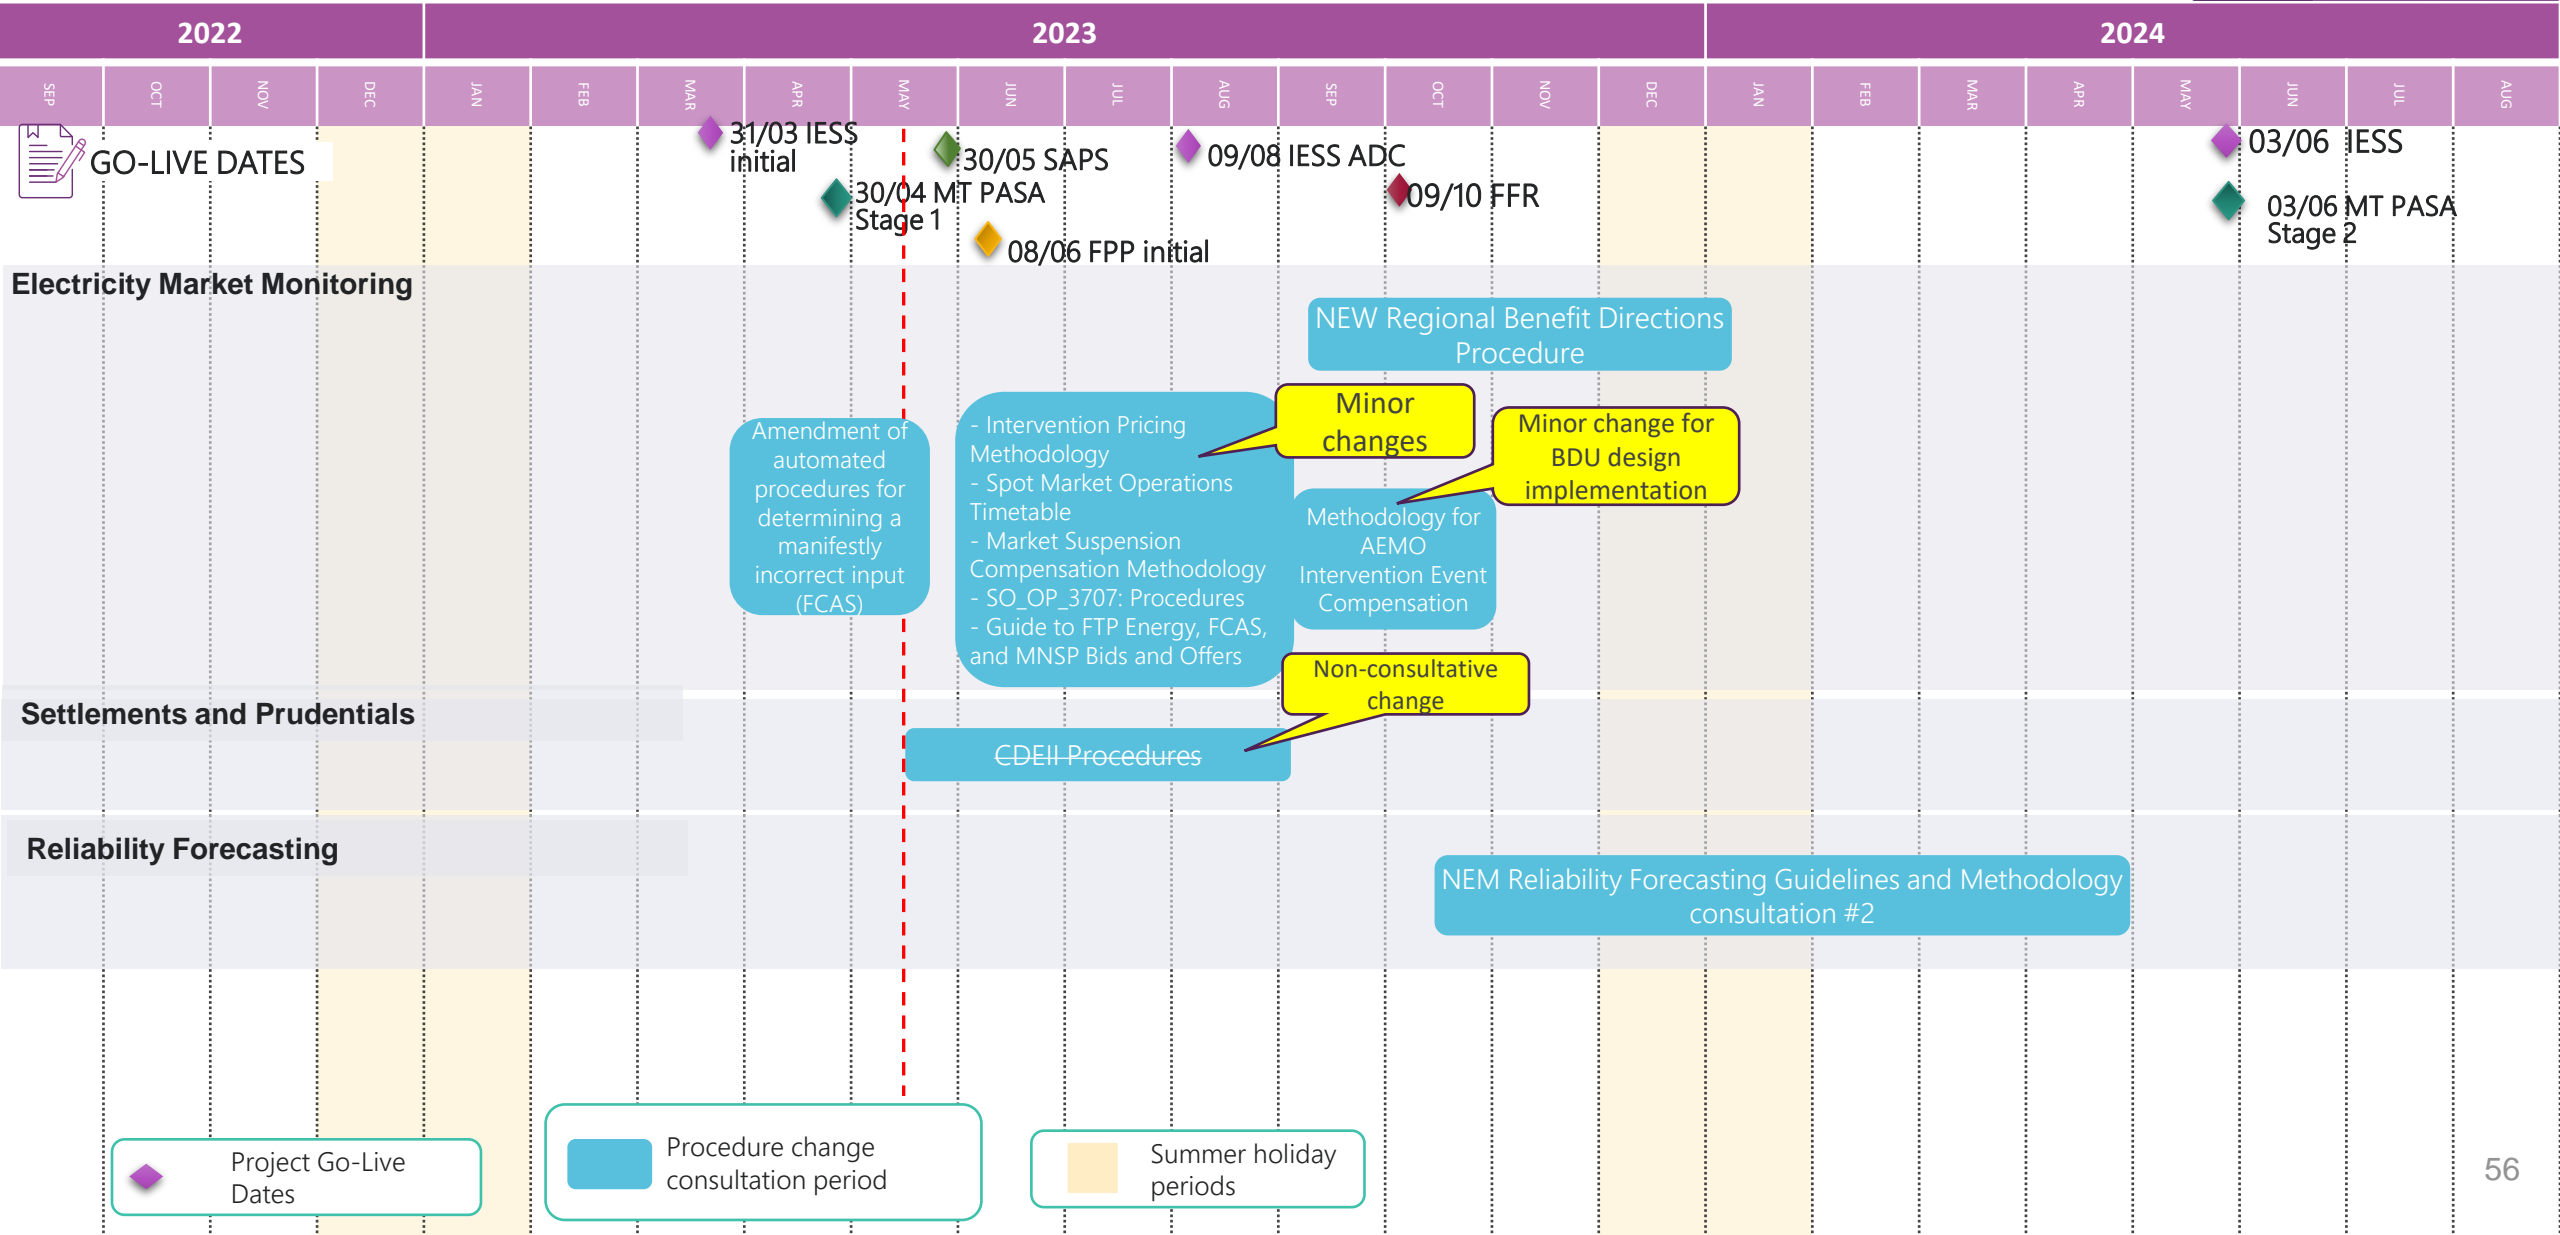 2022
2023
2024
SEP
OCT
NOV
DEC
JAN
FEB
MAR
APR
MAY
JUN
JUL
AUG
SEP
OCT
NOV
DEC
JAN
FEB
MAR
APR
MAY
JUN
JUL
AUG
GO-LIVE DATES
31/03 IESS
initial
30/04 MT PASA
Stage 1
30/05 SAPS
08/06 FPP initial
09/08 IESS ADC
09/10 FFR
03/06 IESS
03/06 MT PASA
Stage 2
Electricity Market Monitoring
NEW Regional Benefit Directions
Procedure
Amendment of
automated
procedures for
determining a
manifestly
incorrect input
(FCAS)
- Intervention Pricing
Methodology
- Spot Market Operations
Timetable
- Market Suspension
Compensation Methodology
- SO_OP_3707: Procedures
- Guide to FTP Energy, FCAS,
and MNSP Bids and Offers
Minor
changes
Minor change for
BDU design
implementation
Methodology for
AEMO
Intervention Event
Compensation
Settlements and Prudentials
Non-consultative
change
CDEII Procedures
Reliability Forecasting
NEM Reliability Forecasting Guidelines and Methodology
consultation #2
Project Go-Live
Dates
Procedure change
consultation period
Summer holiday
periods
56